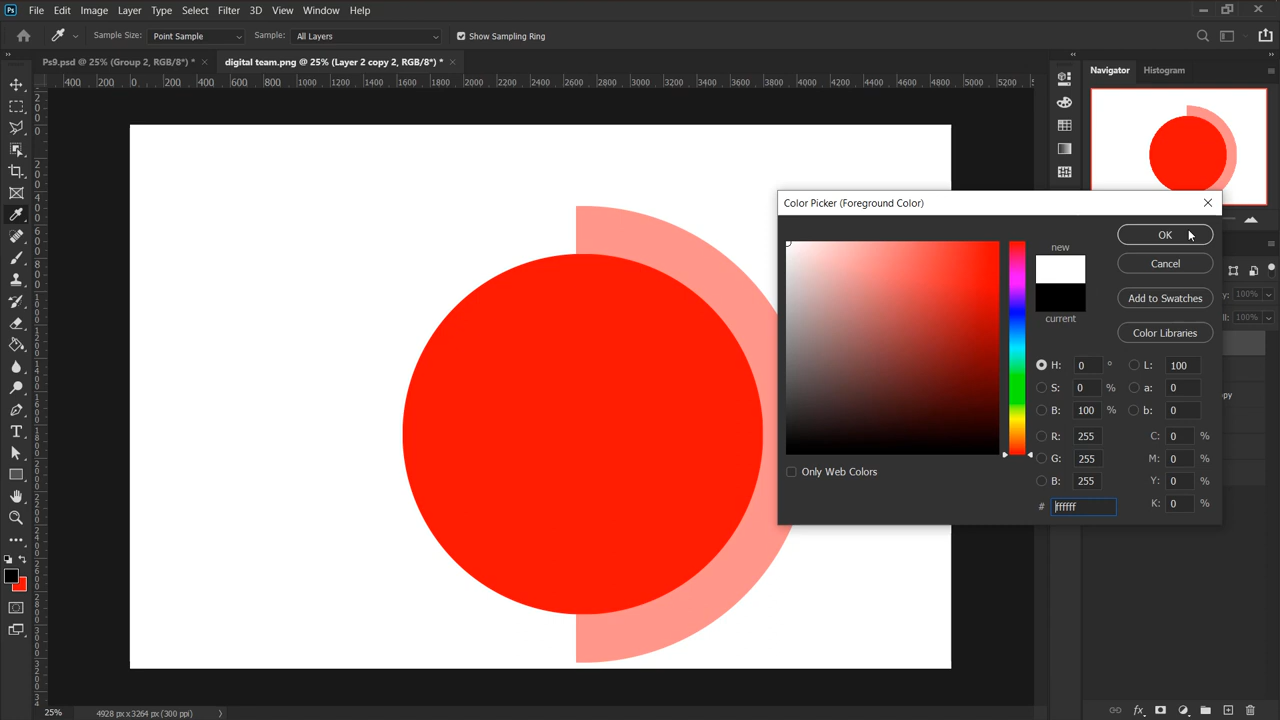 Ps File Edit Image Layer Type Select Filter 3D View Window Help
Sample Size: Point Sample Sample: All Layers Show Sampling Ring
Ps9.psd @ 25% (Group 2, RGB/8*) * digital team.png @ 25% (Layer 2 copy 2, RGB/8*) *
Navigator Histogram
400 200 0 200 400 600 800 1000 1200 1400 1600 1800 2000 2200 2400 2600 2800 3000 3200 3400 3600 3800 4000 4200 4400 4600 4800 5000 5200
Color Picker (Foreground Color)
new
OK
Cancel
Add to Swatches
current
Color Libraries
H: 0 ° L: 100
S: 0 % a: 0
B: 100 % b: 0
R: 255 C: 0 %
G: 255 M: 0 %
B: 255 Y: 0 %
# ffffff K: 0 %
Only Web Colors
100%
100%
25% 4928 px x 3264 px (300 ppi)
fx